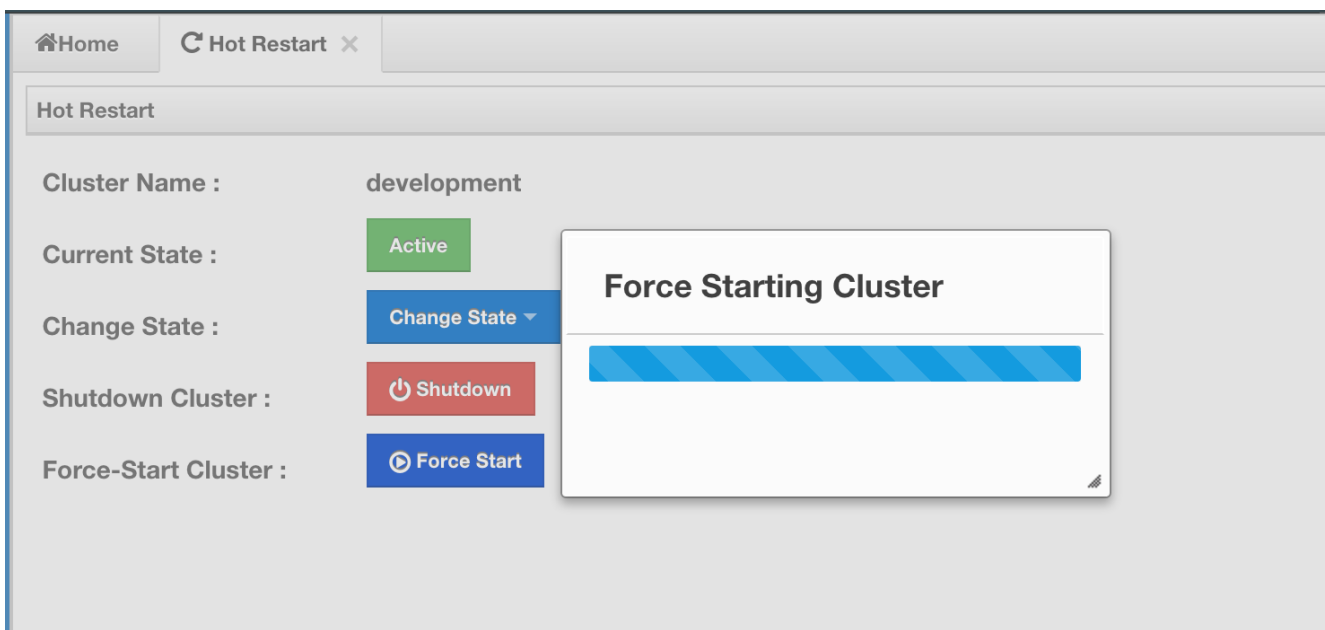 Home
Hot Restart
Hot Restart
Cluster Name : development
Current State : Active
Change State : Change State
Shutdown Cluster : Shutdown
Force-Start Cluster : Force Start
Force Starting Cluster